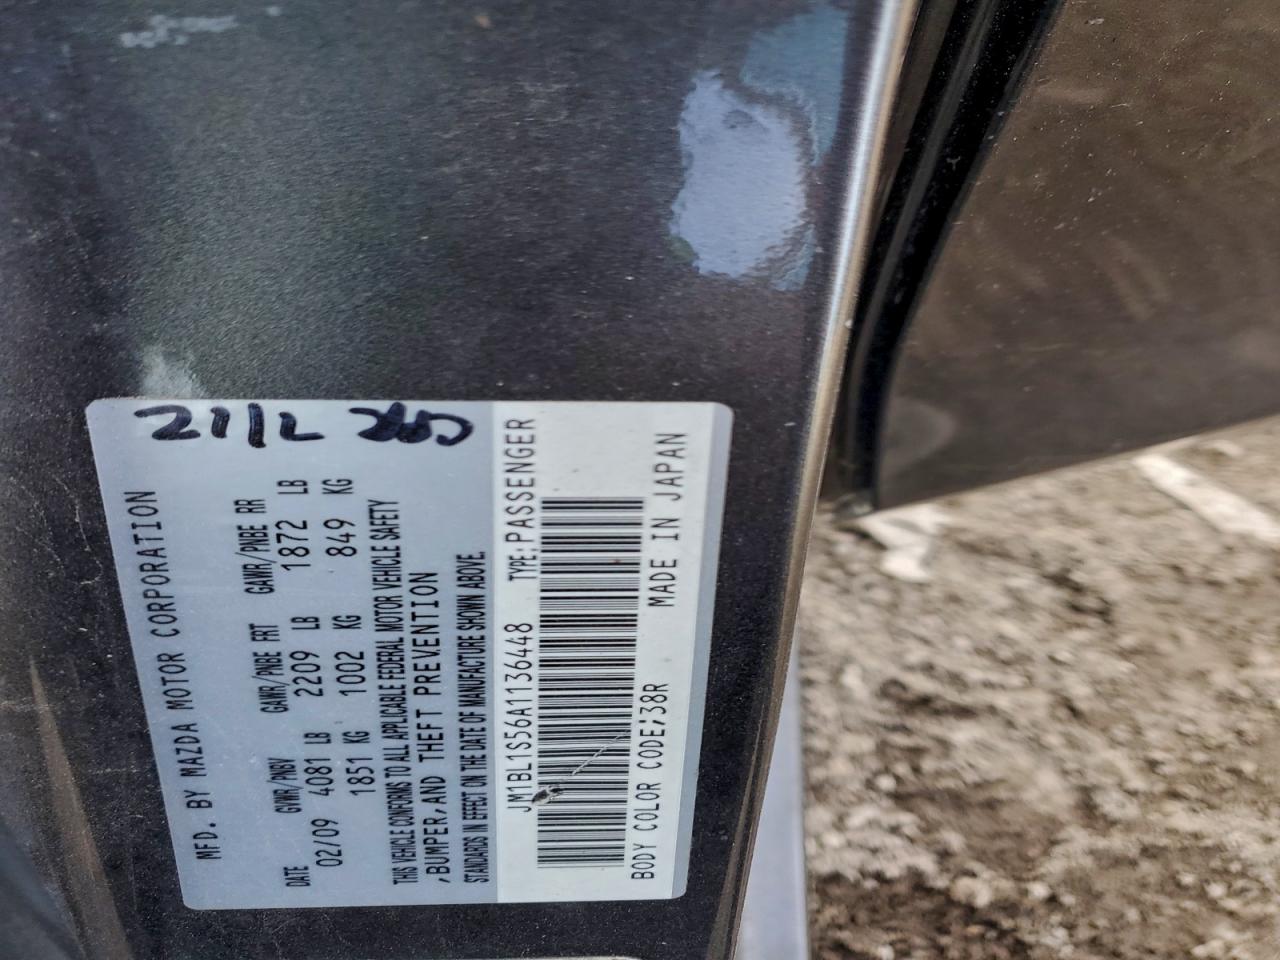 MFD. BY MAZDA MOTOR CORPORATION
DATE GVWR/PNBV GAWR/PNBE FRT GAWR/PNBE RR
02/09 4081 LB 2209 LB 1872 LB
1851 KG 1002 KG 849 KG
THIS VEHICLE CONFORMS TO ALL APPLICABLE FEDERAL MOTOR VEHICLE SAFETY
,BUMPER,AND THEFT PREVENTION
STANDARDS IN EFFECT ON THE DATE OF MANUFACTURE SHOWN ABOVE.
JM1BL1S56A1136448 TYPE:PASSENGER
BODY COLOR CODE;38R MADE IN JAPAN